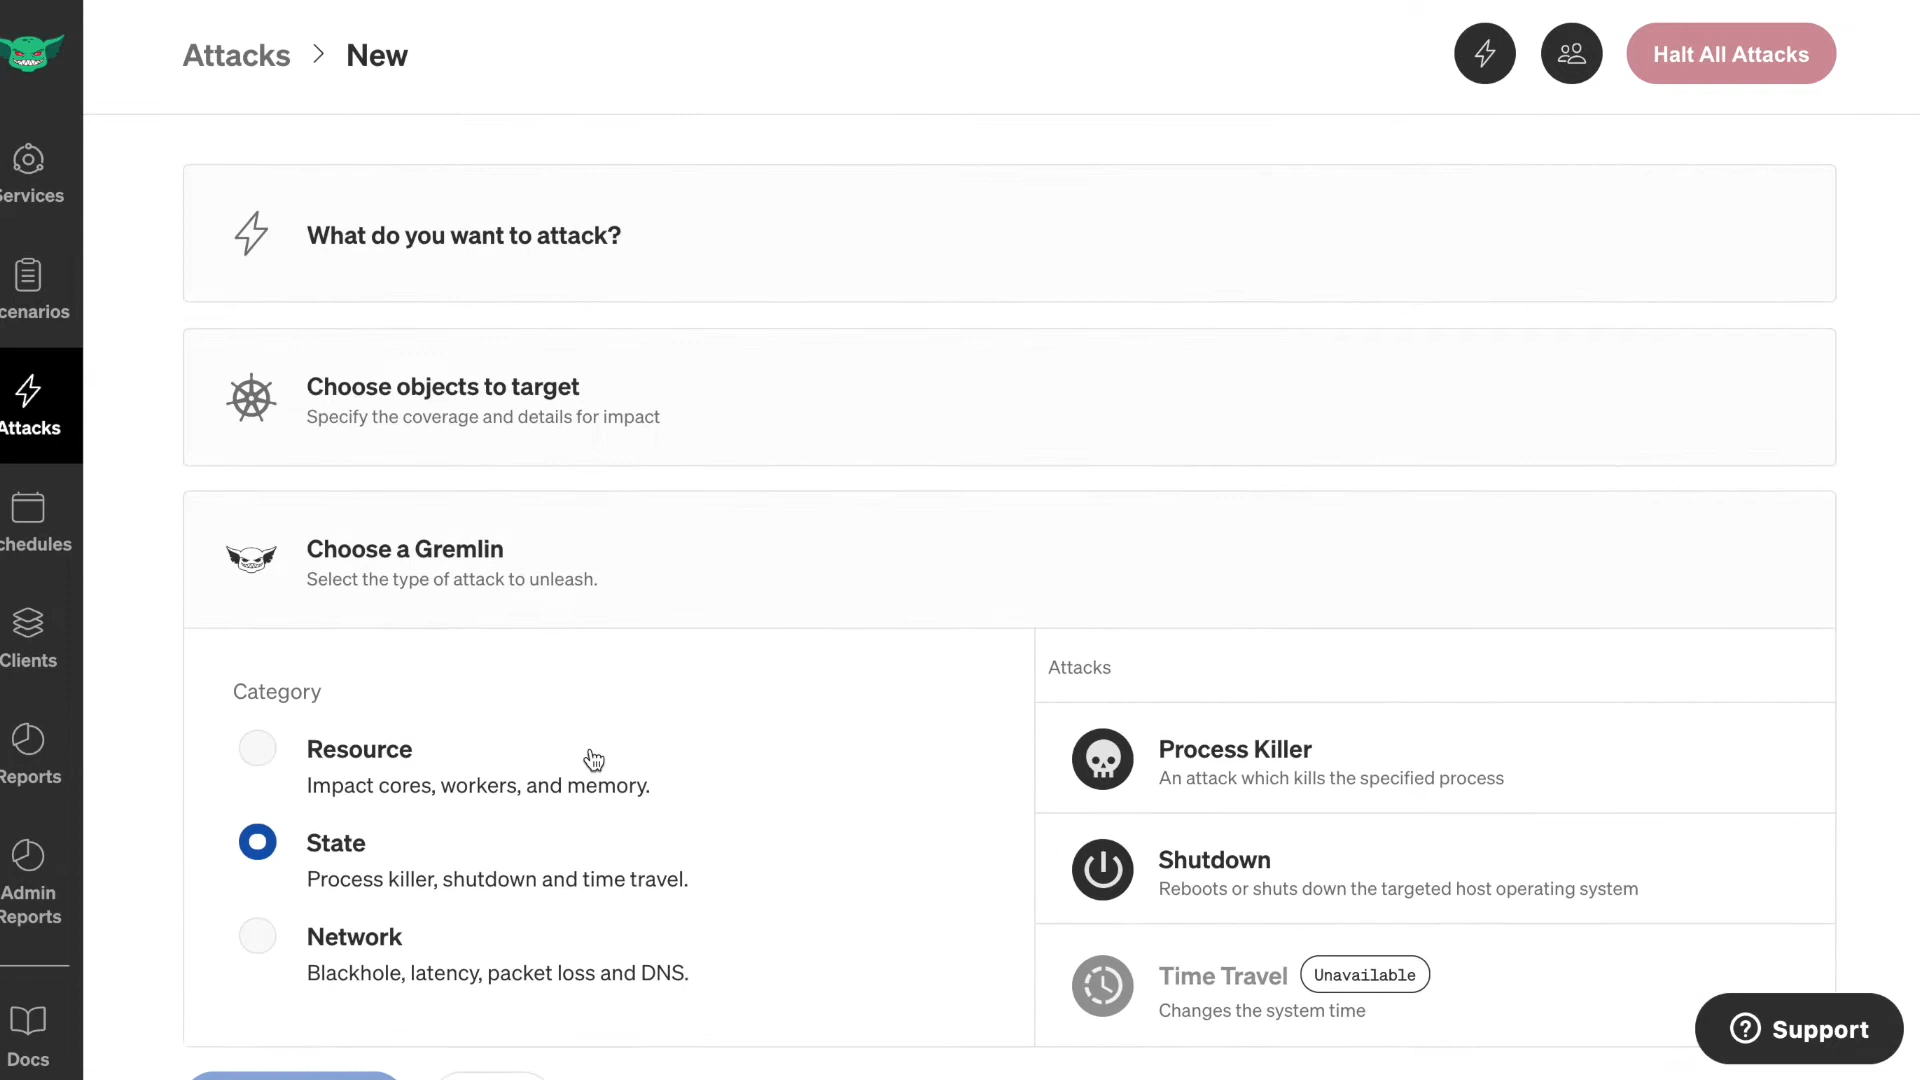 Attacks > New
Halt All Attacks
Services
cenarios
Attacks
chedules
Clients
Reports
Admin
Reports
Docs
What do you want to attack?
Choose objects to target
Specify the coverage and details for impact
Choose a Gremlin
Select the type of attack to unleash.
Category
Resource
Impact cores, workers, and memory.
State
Process killer, shutdown and time travel.
Network
Blackhole, latency, packet loss and DNS.
Attacks
Process Killer
An attack which kills the specified process
Shutdown
Reboots or shuts down the targeted host operating system
Time Travel Unavailable
Changes the system time
Support